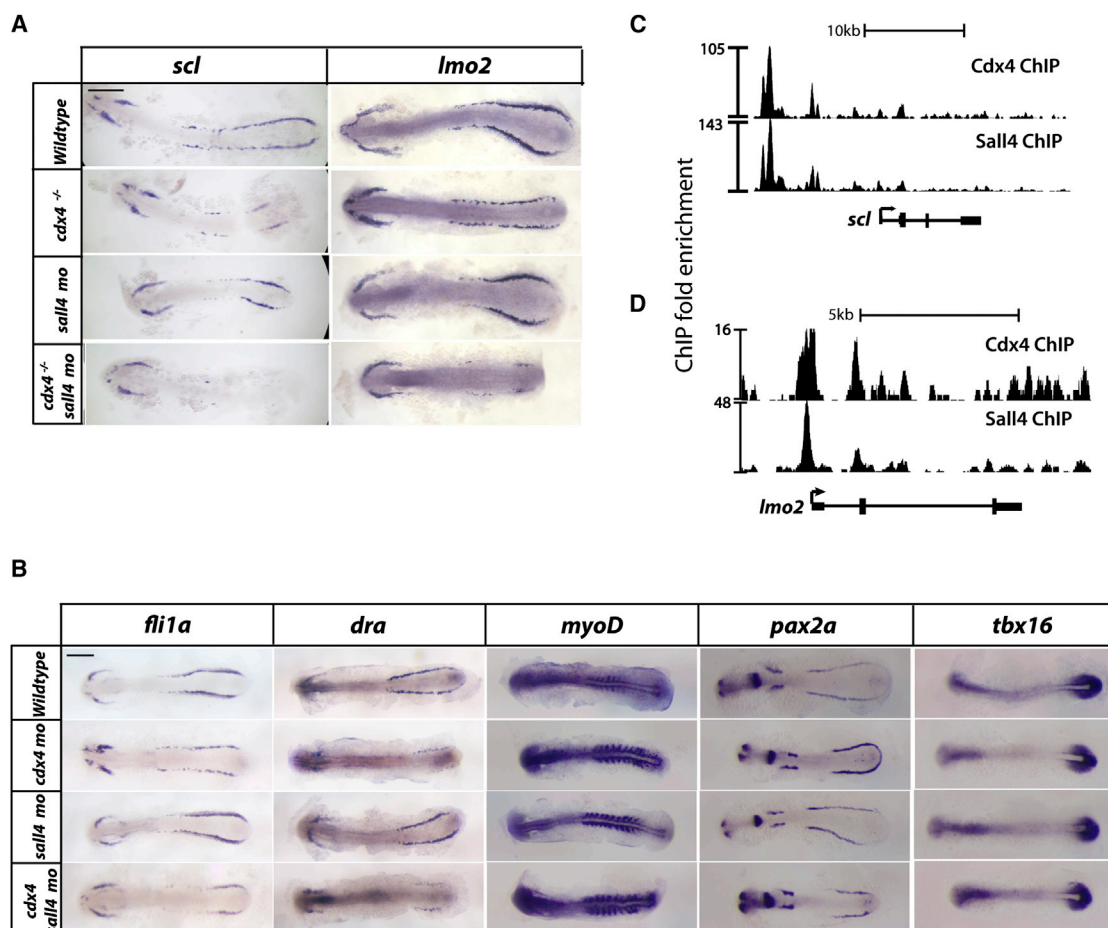 A
scl lmo2
Wildtype
cdx4 -/-
sall4 mo
cdx4 -/-
sall4 mo
C
10kb
105
Cdx4 ChIP
143
Sall4 ChIP
scl
ChIP fold enrichment
D
5kb
16
Cdx4 ChIP
48
Sall4 ChIP
lmo2
B
fli1a dra myoD pax2a tbx16
Wildtype
cdx4 mo
sall4 mo
cdx4
sall4 mo